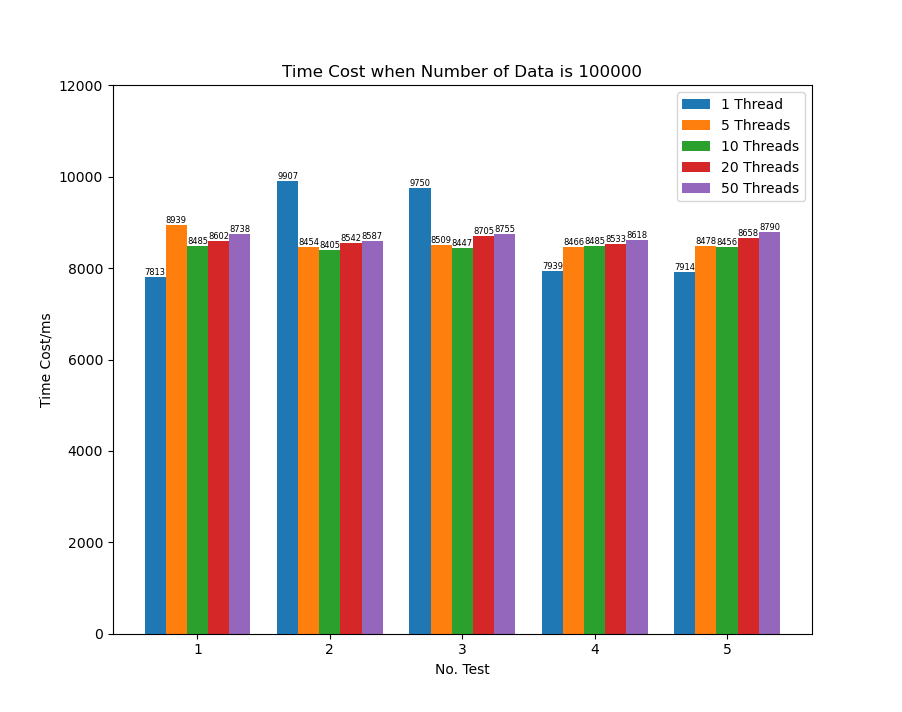 Time Cost when Number of Data is 100000
12000
10000
8000
6000
4000
2000
0
Time Cost/ms
1 Thread
5 Threads
10 Threads
20 Threads
50 Threads
7813 8939 8485 8602 8738
9907 8454 8405 8542 8587
9750 8509 8447 8705 8755
7939 8466 8485 8533 8618
7914 8478 8456 8658 8790
1 2 3 4 5
No. Test